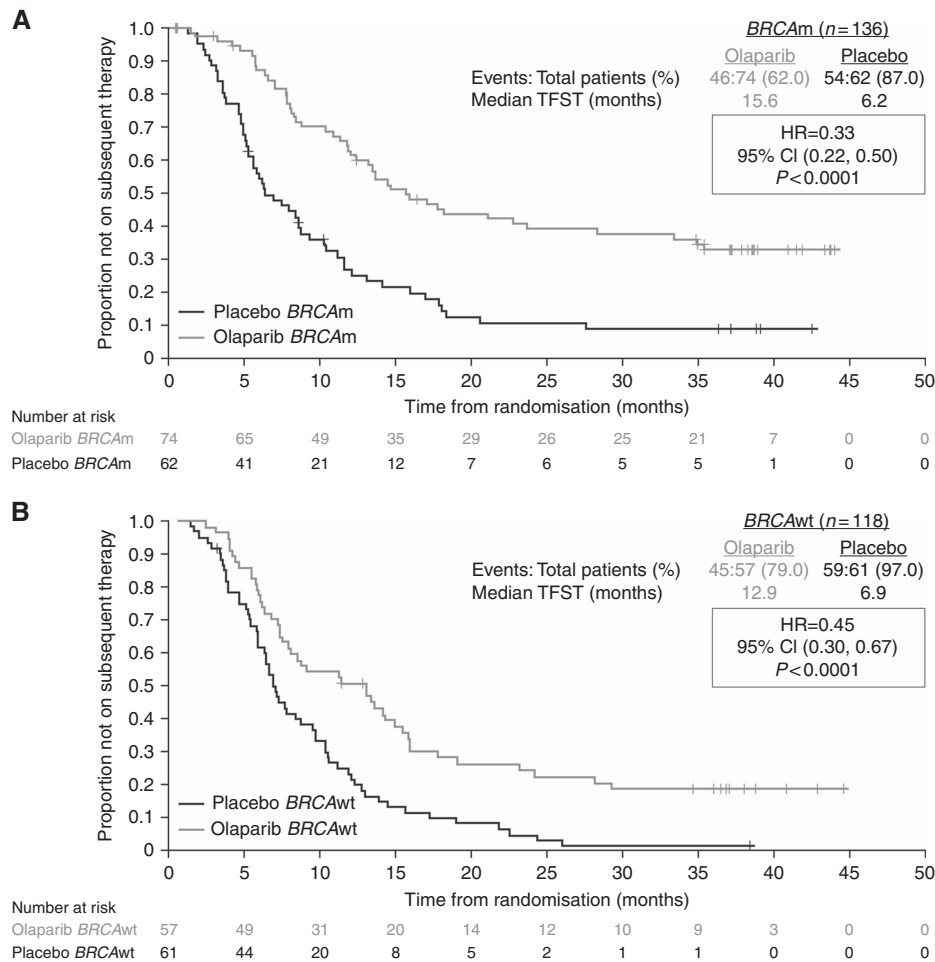 A
BRCAm (n=136)
Olaparib Placebo
Events: Total patients (%) 46:74 (62.0) 54:62 (87.0)
Median TFST (months) 15.6 6.2
HR=0.33
95% CI (0.22, 0.50)
P<0.0001
Proportion not on subsequent therapy
1.0
0.9
0.8
0.7
0.6
0.5
0.4
0.3
0.2
0.1
0
Placebo BRCAm
Olaparib BRCAm
0 5 10 15 20 25 30 35 40 45 50
Time from randomisation (months)
Number at risk
Olaparib BRCAm 74 65 49 35 29 26 25 21 7 0 0
Placebo BRCAm 62 41 21 12 7 6 5 5 1 0 0
B
BRCAwt (n=118)
Olaparib Placebo
Events: Total patients (%) 45:57 (79.0) 59:61 (97.0)
Median TFST (months) 12.9 6.9
HR=0.45
95% CI (0.30, 0.67)
P<0.0001
Proportion not on subsequent therapy
1.0
0.9
0.8
0.7
0.6
0.5
0.4
0.3
0.2
0.1
0
Placebo BRCAwt
Olaparib BRCAwt
0 5 10 15 20 25 30 35 40 45 50
Time from randomisation (months)
Number at risk
Olaparib BRCAwt 57 49 31 20 14 12 10 9 3 0 0
Placebo BRCAwt 61 44 20 8 5 2 1 1 0 0 0